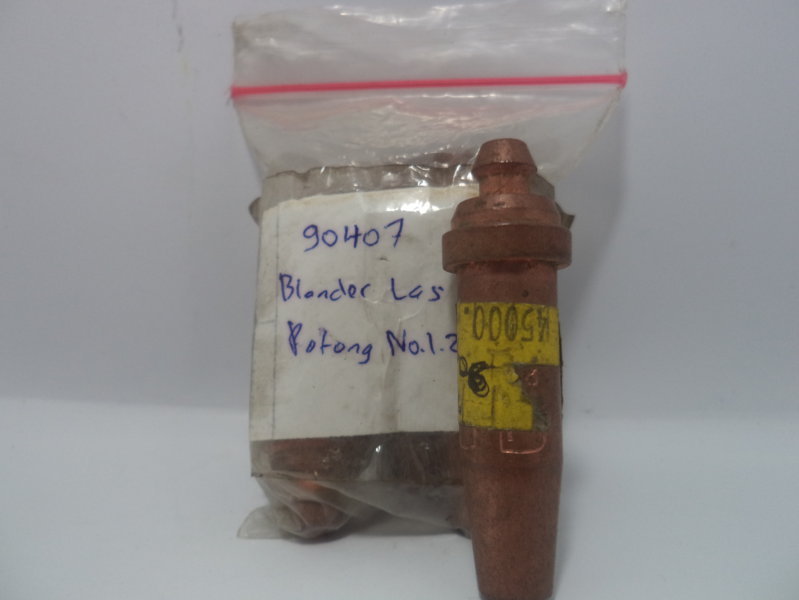 90407
Blander Las
Potong No.1.2
45000.